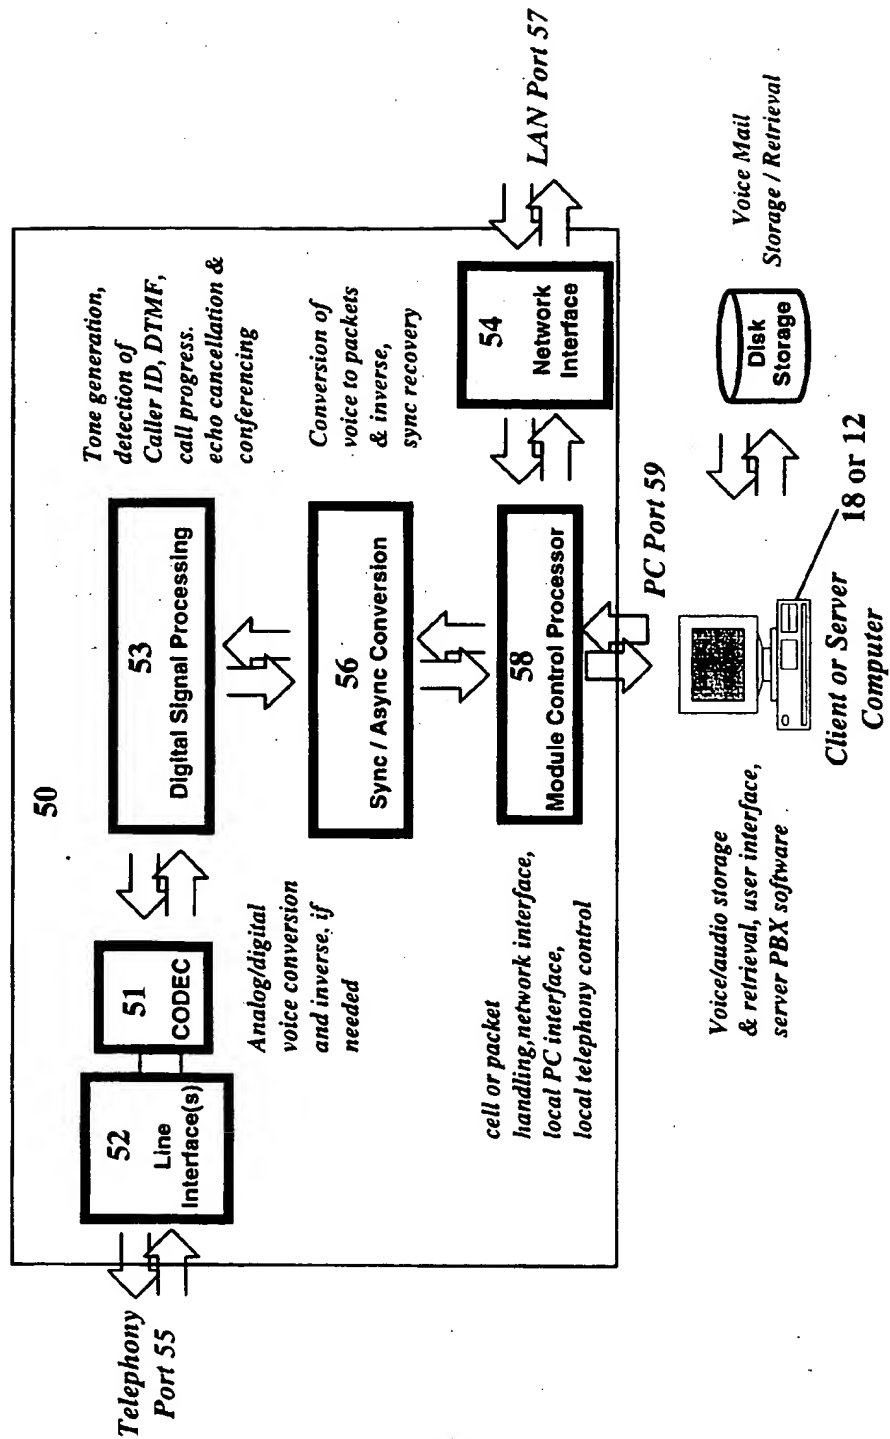 50
Telephony
Port 55
52
Line
Interface(s)
51
CODEC
Analog/digital
voice conversion
and inverse, if
needed
53
Digital Signal Processing
Tone generation,
detection of
Caller ID, DTMF,
call progress.
echo cancellation &
conferencing
56
Sync / Async Conversion
Conversion of
voice to packets
& inverse,
sync recovery
cell or packet
handling,network interface,
local PC interface,
local telephony control
58
Module Control Processor
54
Network
Interface
LAN Port 57
PC Port 59
Voice/audio storage
& retrieval, user interface,
server PBX software
Client or Server
Computer
18 or 12
Disk
Storage
Voice Mail
Storage / Retrieval